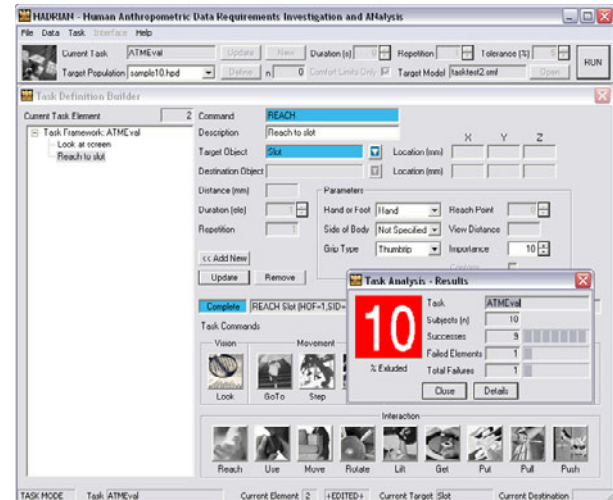 HADRIAN - Human Anthropometric Data Requirements Investigation and ANalysis
File Data Task Interface Help
Current Task ATMEval Update New Duration (s) 0 Repetition 1 Tolerance (%) 5
RUN
Target Population sample10.hpd Define n 0 Comfort Limits Only Target Model tasktest2.smf Open
Task Definition Builder
Current Task Element 2 Command REACH
Task Framework: ATMEval Description Reach to slot X Y Z
Look at screen Target Object Slot Location (mm)
Reach to slot Destination Object Location (mm)
Distance (mm) Parameters
Duration (ele) 1 Hand or Foot Hand Reach Point 0
Repetition 1 Side of Body Not Specified View Distance
<< Add New Grip Type Thumbtip Importance 10
Update Remove
Task Analysis - Results
10 Task ATMEval
Subjects (n) 10
Successes 9
Failed Elements 1
% Exluded Total Failures 1
Close Details
Complete REACH Slot (HOF=1,SID=
Task Commands
Vision Movement
Look GoTo Step
Interaction
Reach Use Move Rotate Lift Get Put Pull Push
TASK MODE Task ATMEval Current Element 2 +EDITED+ Current Target Slot Current Destination